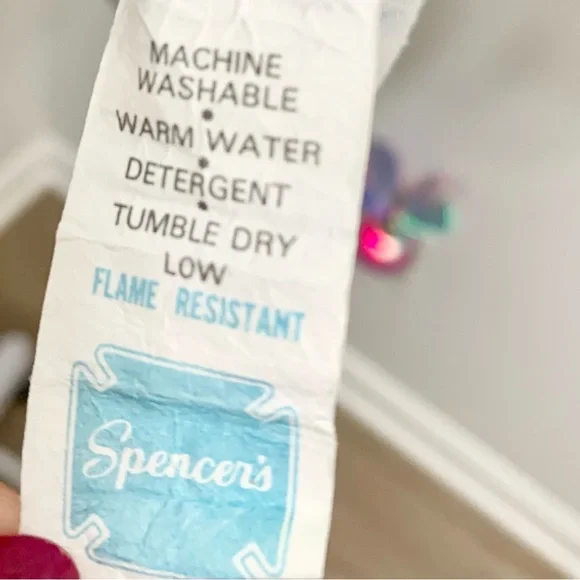 MACHINE
WASHABLE
•
WARM WATER
•
DETERGENT
•
TUMBLE DRY
LOW
FLAME RESISTANT
Spencer's